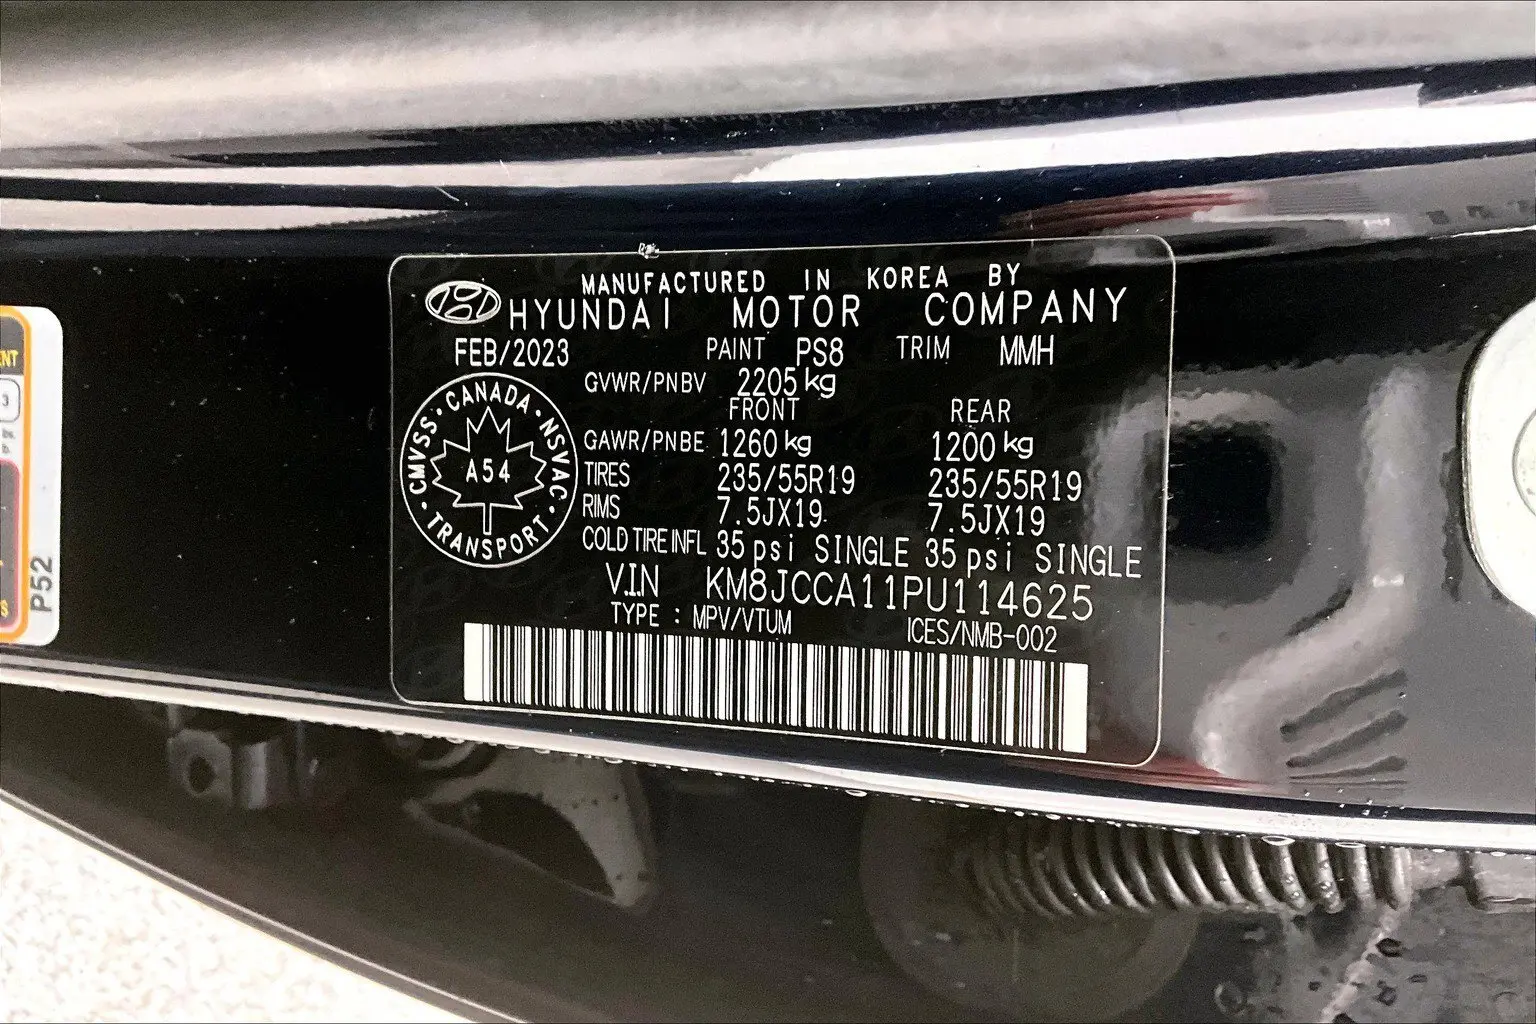 MANUFACTURED IN KOREA BY
HYUNDAI MOTOR COMPANY
FEB/2023 PAINT PS8 TRIM MMH
GVWR/PNBV 2205 kg
FRONT REAR
GAWR/PNBE 1260 kg 1200 kg
TIRES 235/55R19 235/55R19
RIMS 7.5JX19 7.5JX19
COLD TIRE INFL 35 psi SINGLE 35 psi SINGLE
V.I.N KM8JCCA11PU114625
TYPE : MPV/VTUM ICES/NMB-002
CMVSS · CANADA · NSVAC · TRANSPORT ·
A54
P52